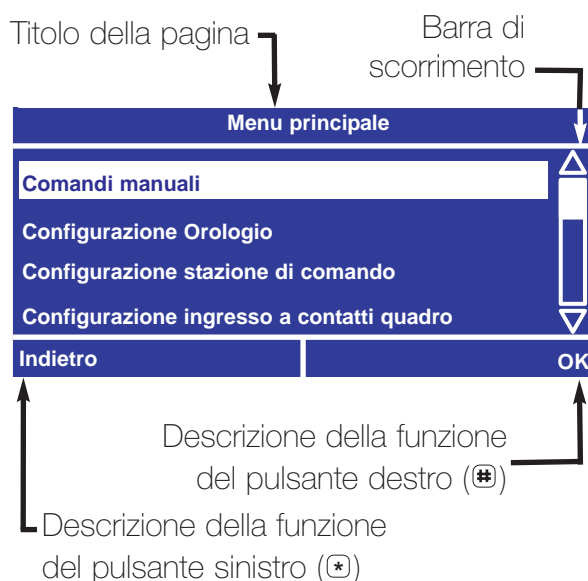 Titolo della pagina
Barra di
scorrimento
Menu principale
Comandi manuali
Configurazione Orologio
Configurazione stazione di comando
Configurazione ingresso a contatti quadro
Indietro
OK
Descrizione della funzione
del pulsante destro (#)
Descrizione della funzione
del pulsante sinistro (*)